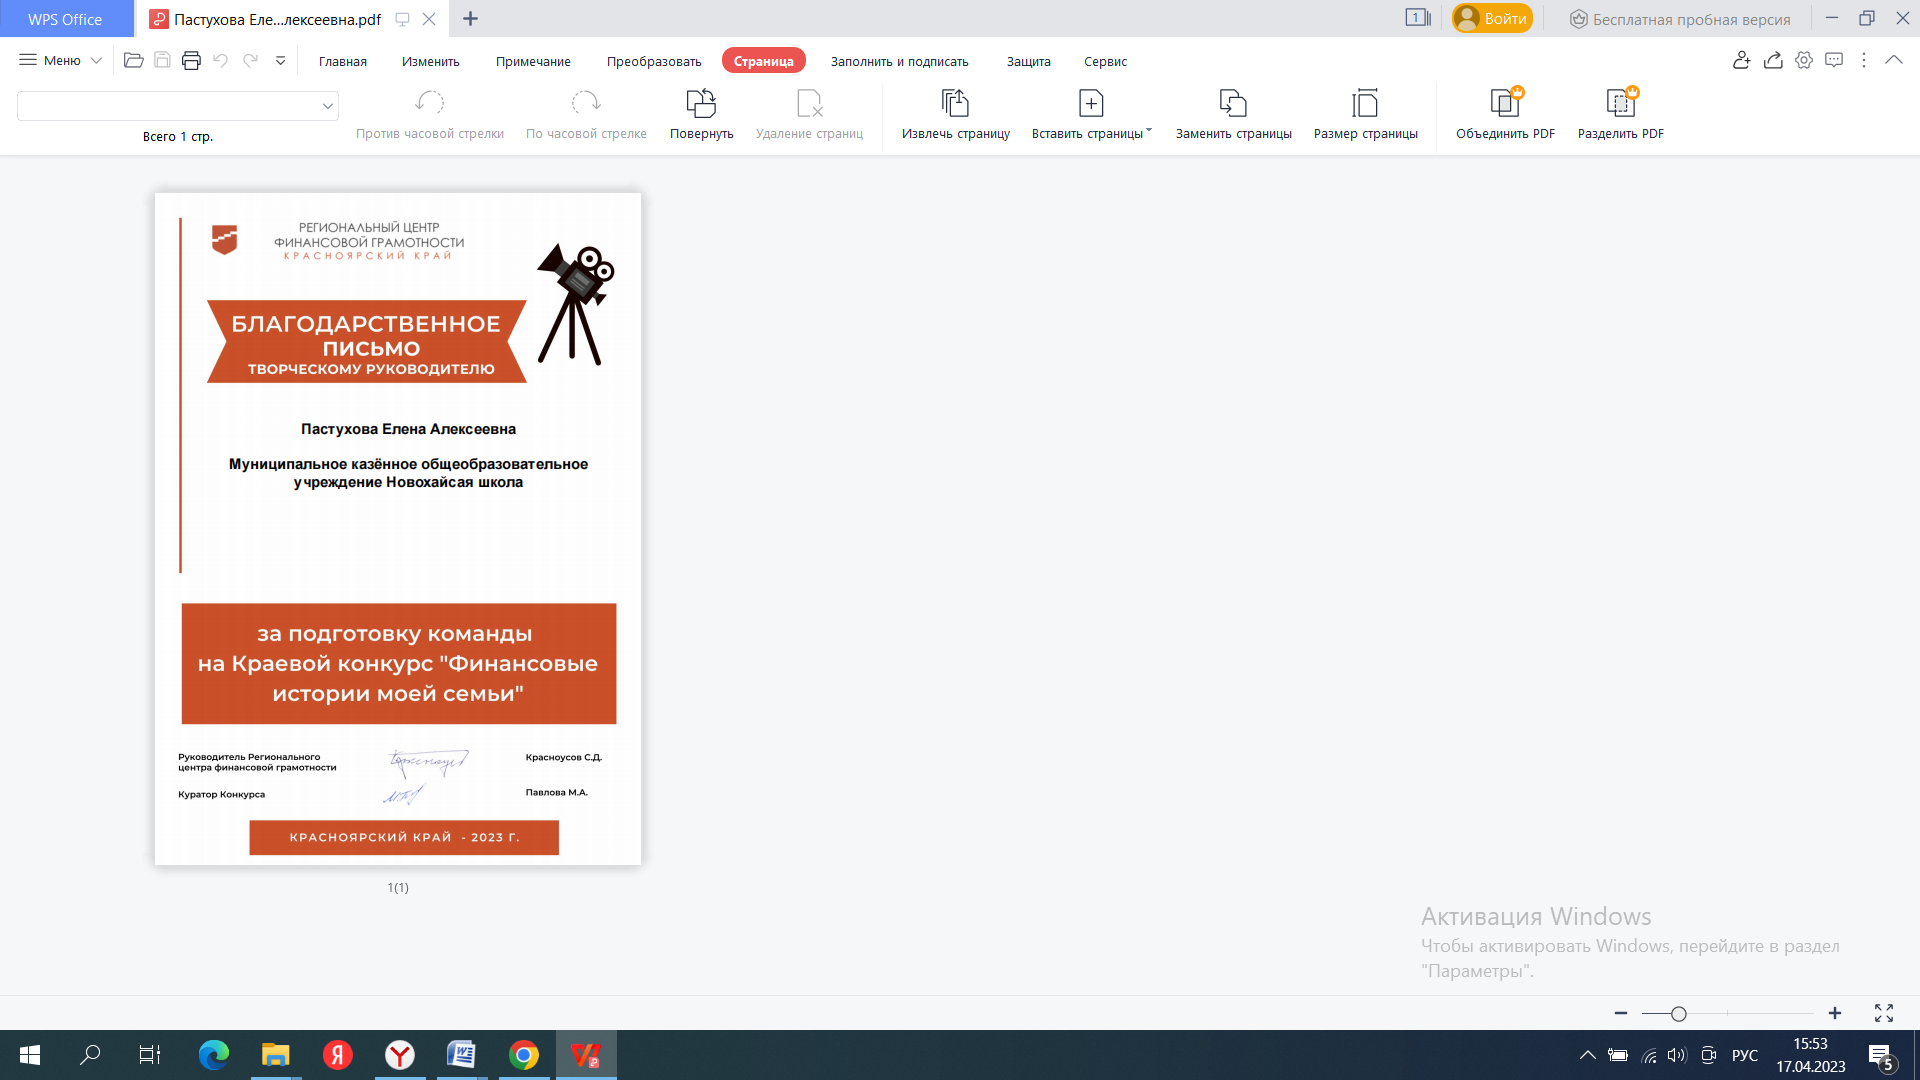 WPS Office
Пастухова Еле...лексеевна.pdf
1
Войти
Бесплатная пробная версия
Меню
Главная
Изменить
Примечание
Преобразовать
Страница
Заполнить и подписать
Защита
Сервис
Всего 1 стр.
Против часовой стрелки
По часовой стрелке
Повернуть
Удаление страниц
Извлечь страницу
Вставить страницы
Заменить страницы
Размер страницы
Объединить PDF
Разделить PDF
РЕГИОНАЛЬНЫЙ ЦЕНТР
ФИНАНСОВОЙ ГРАМОТНОСТИ
КРАСНОЯРСКИЙ КРАЙ
БЛАГОДАРСТВЕННОЕ
ПИСЬМО
ТВОРЧЕСКОМУ РУКОВОДИТЕЛЮ
Пастухова Елена Алексеевна
Муниципальное казённое общеобразовательное
учреждение Новохайсая школа
за подготовку команды
на Краевой конкурс "Финансовые
истории моей семьи"
Руководитель Регионального
центра финансовой грамотности
Красноусов С.Д.
Куратор Конкурса
Павлова М.А.
КРАСНОЯРСКИЙ КРАЙ - 2023 Г.
1(1)
Активация Windows
Чтобы активировать Windows, перейдите в раздел
"Параметры".
РУС
15:53
17.04.2023
5